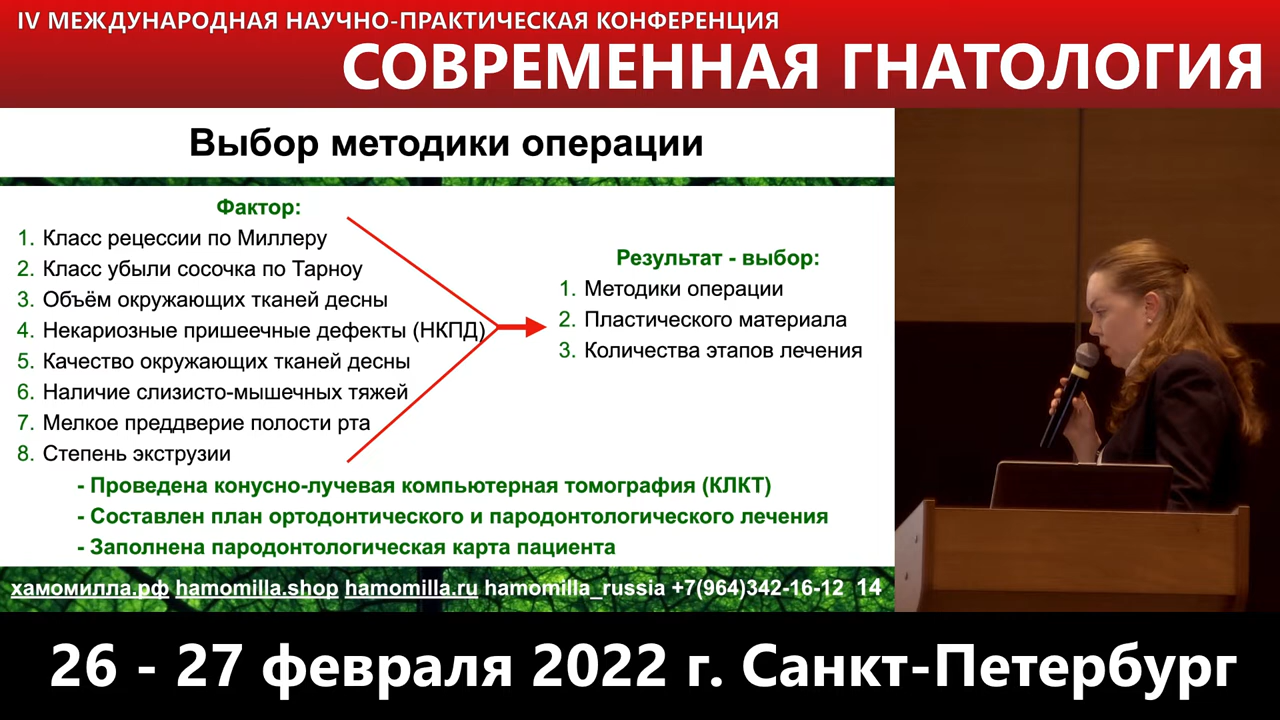 IV МЕЖДУНАРОДНАЯ НАУЧНО-ПРАКТИЧЕСКАЯ КОНФЕРЕНЦИЯ
СОВРЕМЕННАЯ ГНАТОЛОГИЯ
Выбор методики операции
Фактор:
1. Класс рецессии по Миллеру
2. Класс убыли сосочка по Тарноу
3. Объём окружающих тканей десны
4. Некариозные пришеечные дефекты (НКПД)
5. Качество окружающих тканей десны
6. Наличие слизисто-мышечных тяжей
7. Мелкое преддверие полости рта
8. Степень экструзии
Результат - выбор:
1. Методики операции
2. Пластического материала
3. Количества этапов лечения
- Проведена конусно-лучевая компьютерная томография (КЛКТ)
- Составлен план ортодонтического и пародонтологического лечения
- Заполнена пародонтологическая карта пациента
хамомилла.рф hamomilla.shop hamomilla.ru hamomilla_russia +7(964)342-16-12 14
26 - 27 февраля 2022 г. Санкт-Петербург